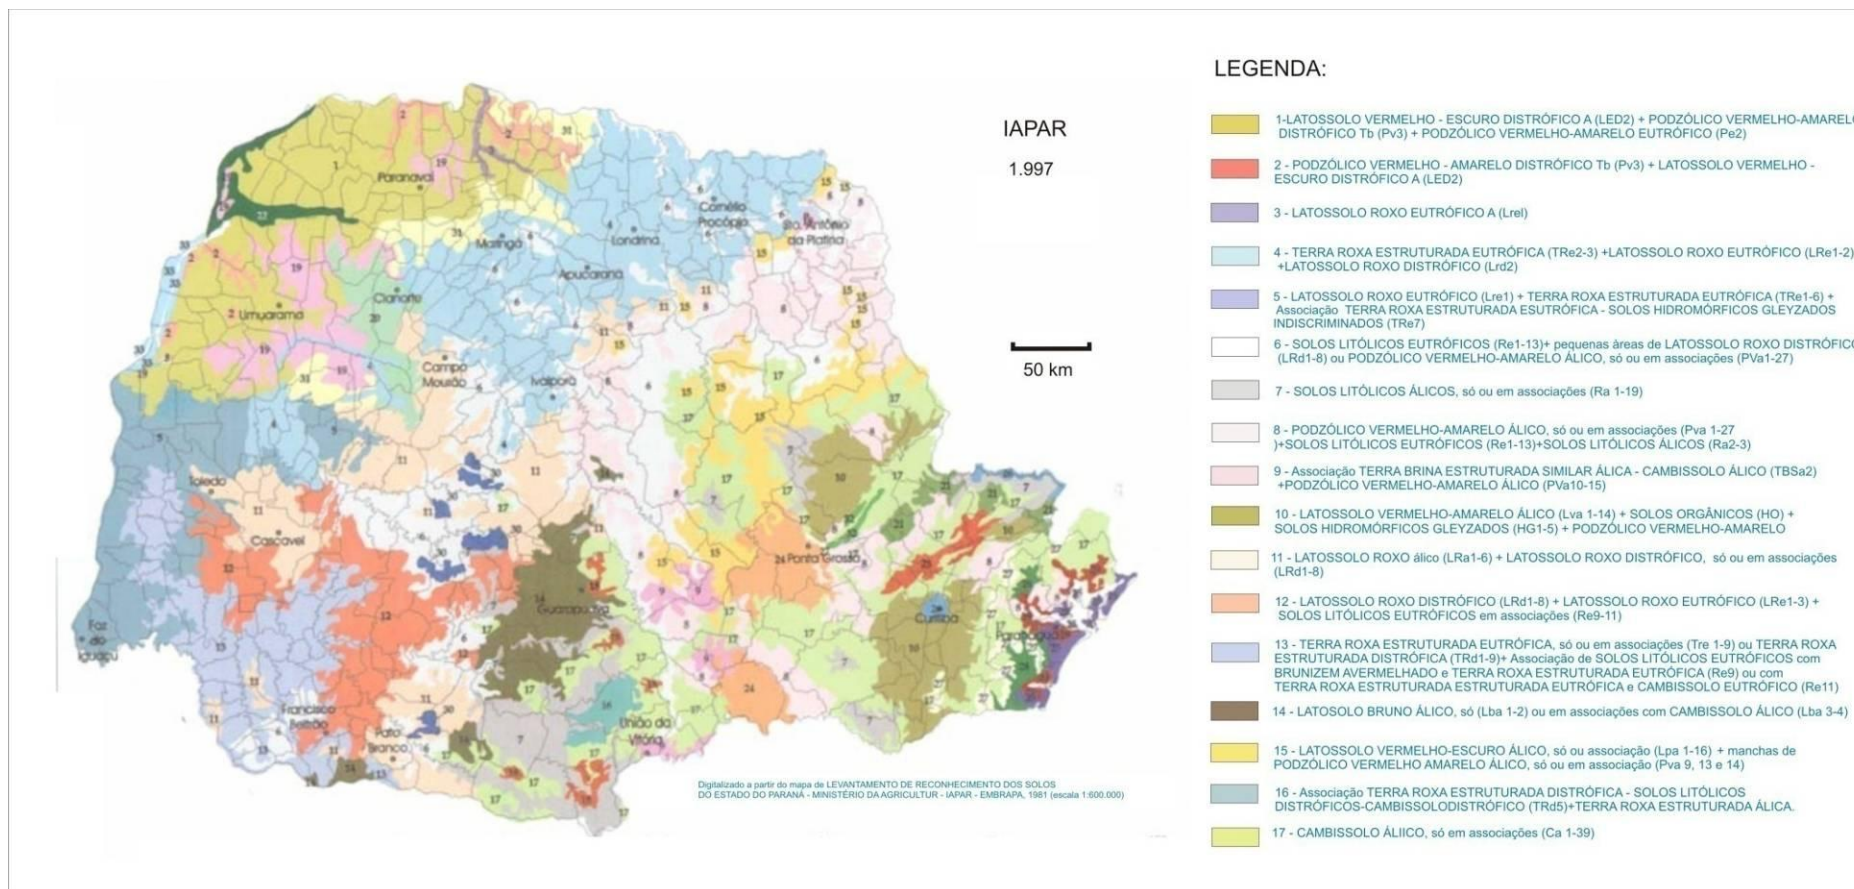 LEGENDA:
IAPAR
1.997
50 km
1-LATOSSOLO VERMELHO - ESCURO DISTRÓFICO A (LED2) + PODZÓLICO VERMELHO-AMARELO
DISTRÓFICO Tb (Pv3) + PODZÓLICO VERMELHO-AMARELO EUTRÓFICO (Pe2)
2 - PODZÓLICO VERMELHO - AMARELO DISTRÓFICO Tb (Pv3) + LATOSSOLO VERMELHO -
ESCURO DISTRÓFICO A (LED2)
3 - LATOSSOLO ROXO EUTRÓFICO A (Lrel)
4 - TERRA ROXA ESTRUTURADA EUTRÓFICA (TRe2-3) +LATOSSOLO ROXO EUTRÓFICO (LRe1-2)
+LATOSSOLO ROXO DISTRÓFICO (Lrd2)
5 - LATOSSOLO ROXO EUTRÓFICO (Lre1) + TERRA ROXA ESTRUTURADA EUTRÓFICA (TRe1-6) +
Associação TERRA ROXA ESTRUTURADA ESUTRÓFICA - SOLOS HIDROMÓRFICOS GLEYZADOS
INDISCRIMINADOS (TRe7)
6 - SOLOS LITÓLICOS EUTRÓFICOS (Re1-13)+ pequenas àreas de LATOSSOLO ROXO DISTRÓFICO
(LRd1-8) ou PODZÓLICO VERMELHO-AMARELO ÁLICO, só ou em associações (PVa1-27)
7 - SOLOS LITÓLICOS ÁLICOS, só ou em associações (Ra 1-19)
8 - PODZÓLICO VERMELHO-AMARELO ÁLICO, só ou em associações (Pva 1-27
)+SOLOS LITÓLICOS EUTRÓFICOS (Re1-13)+SOLOS LITÓLICOS ÁLICOS (Ra2-3)
9 - Associação TERRA BRINA ESTRUTURADA SIMILAR ÁLICA - CAMBISSOLO ÁLICO (TBSa2)
+PODZÓLICO VERMELHO-AMARELO ÁLICO (PVa10-15)
10 - LATOSSOLO VERMELHO-AMARELO ÁLICO (Lva 1-14) + SOLOS ORGÂNICOS (HO) +
SOLOS HIDROMÓRFICOS GLEYZADOS (HG1-5) + PODZÓLICO VERMELHO-AMARELO
11 - LATOSSOLO ROXO álico (LRa1-6) + LATOSSOLO ROXO DISTRÓFICO, só ou em associações
(LRd1-8)
12 - LATOSSOLO ROXO DISTRÓFICO (LRd1-8) + LATOSSOLO ROXO EUTRÓFICO (LRe1-3) +
SOLOS LITÓLICOS EUTRÓFICOS em associações (Re9-11)
13 - TERRA ROXA ESTRUTURADA EUTRÓFICA, só ou em associações (Tre 1-9) ou TERRA ROXA
ESTRUTURADA DISTRÓFICA (TRd1-9)+ Associação de SOLOS LITÓLICOS EUTRÓFICOS com
BRUNIZEM AVERMELHADO e TERRA ROXA ESTRUTURADA EUTRÓFICA (Re9) ou com
TERRA ROXA ESTRUTURADA ESTRUTURADA EUTRÓFICA e CAMBISSOLO EUTRÓFICO (Re11)
14 - LATOSOLO BRUNO ÁLICO, só (Lba 1-2) ou em associações com CAMBISSOLO ÁLICO (Lba 3-4)
15 - LATOSSOLO VERMELHO-ESCURO ÁLICO, só ou associação (Lpa 1-16) + manchas de
PODZÓLICO VERMELHO AMARELO ÁLICO, só ou em associação (Pva 9, 13 e 14)
16 - Associação TERRA ROXA ESTRUTURADA DISTRÓFICA - SOLOS LITÓLICOS
DISTRÓFICOS-CAMBISSOLODISTRÓFICO (TRd5)+TERRA ROXA ESTRUTURADA ÁLICA.
17 - CAMBISSOLO ÁLIICO, só em associações (Ca 1-39)
Paranavaí
Maringá
Londrina
Cornélio
Procópio
Sto. Antônio
da Platina
Apucarana
Cianorte
Umuarama
Campo
Mourão
Ivaiporã
Toledo
Cascavel
Ponta Grossa
Guarapuava
Curitiba
Paranaguá
Foz
do
Iguaçu
Francisco
Beltrão
Pato
Branco
União da
Vitória
Digitalizado a partir do mapa de LEVANTAMENTO DE RECONHECIMENTO DOS SOLOS
DO ESTADO DO PARANÁ - MINISTÉRIO DA AGRICULTUR - IAPAR - EMBRAPA, 1981 (escala 1:600.000)